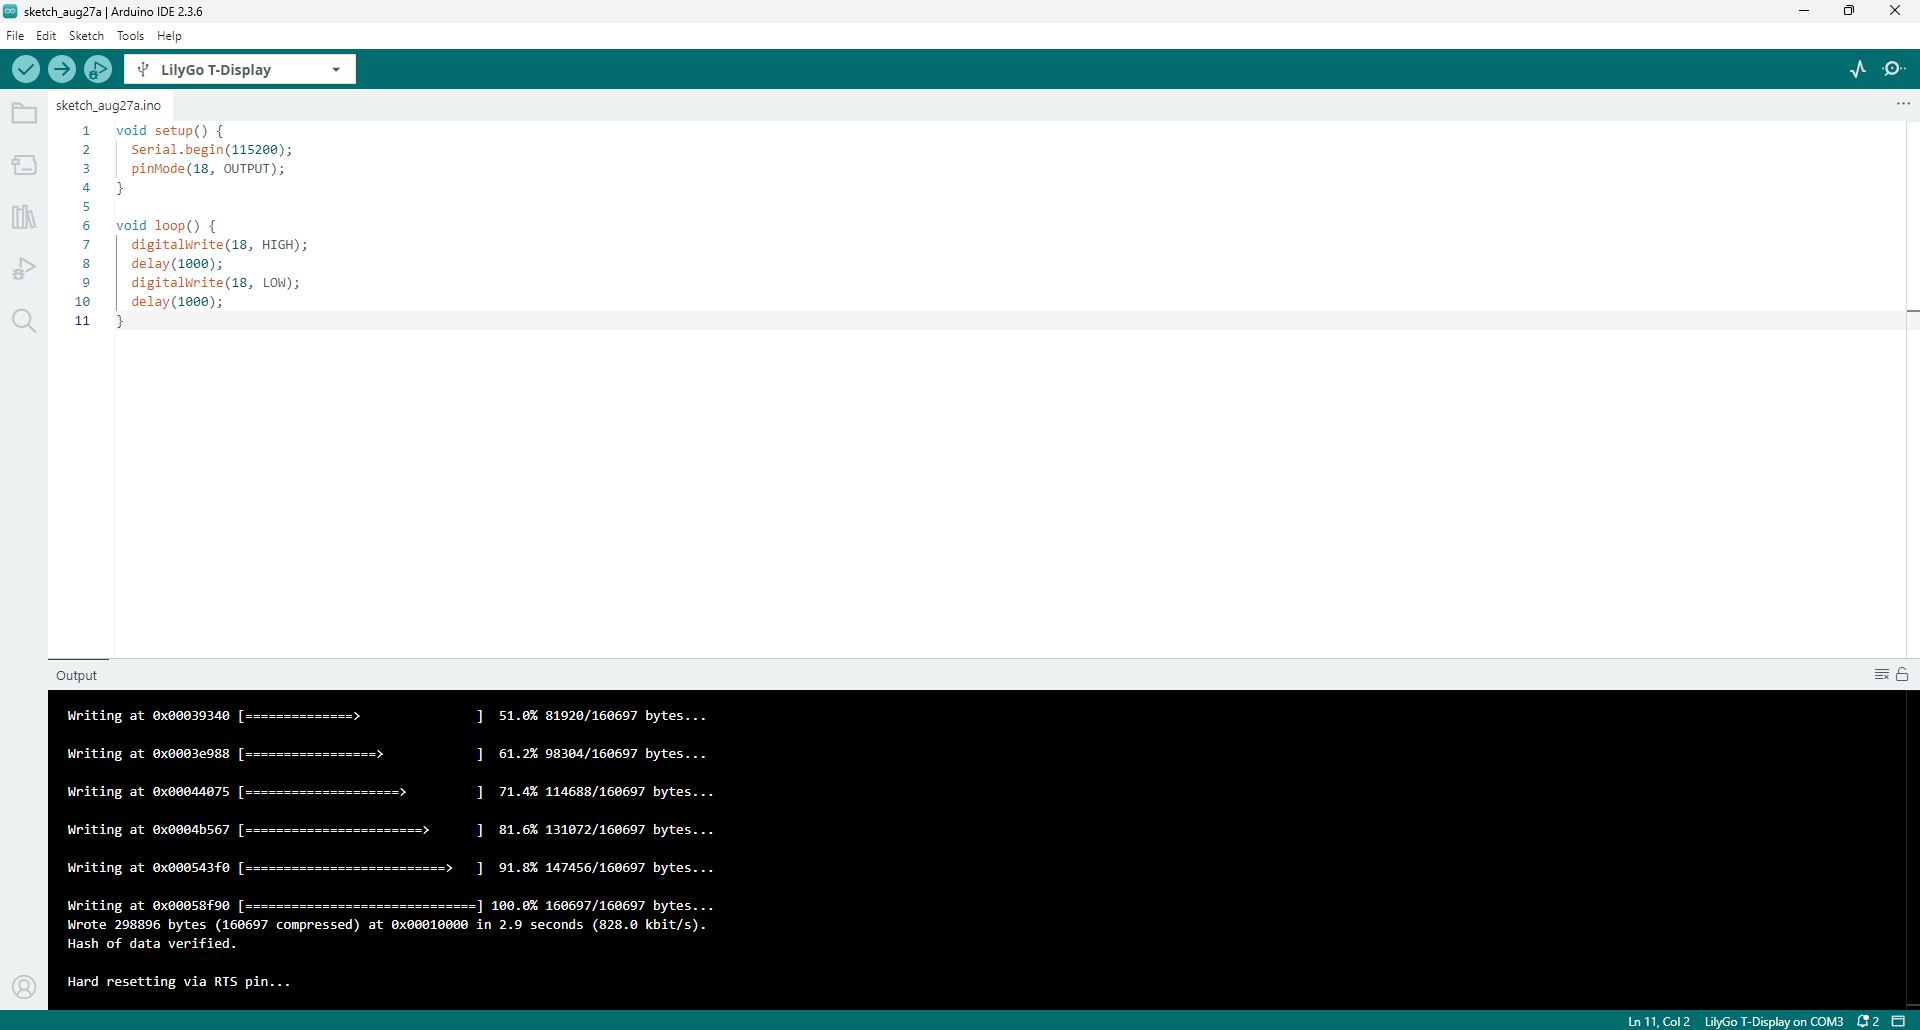 sketch_aug27a | Arduino IDE 2.3.6
File Edit Sketch Tools Help
LilyGo T-Display
sketch_aug27a.ino
1 void setup() {
2 Serial.begin(115200);
3 pinMode(18, OUTPUT);
4 }
5
6 void loop() {
7 digitalWrite(18, HIGH);
8 delay(1000);
9 digitalWrite(18, LOW);
10 delay(1000);
11 }
Output
Writing at 0x00039340 [==============>               ]  51.0% 81920/160697 bytes...
Writing at 0x0003e988 [=================>            ]  61.2% 98304/160697 bytes...
Writing at 0x00044075 [====================>         ]  71.4% 114688/160697 bytes...
Writing at 0x0004b567 [=======================>      ]  81.6% 131072/160697 bytes...
Writing at 0x000543f0 [==========================>   ]  91.8% 147456/160697 bytes...
Writing at 0x00058f90 [==============================] 100.0% 160697/160697 bytes...
Wrote 298896 bytes (160697 compressed) at 0x00010000 in 2.9 seconds (828.0 kbit/s).
Hash of data verified.
Hard resetting via RTS pin...
Ln 11, Col 2 LilyGo T-Display on COM3 2